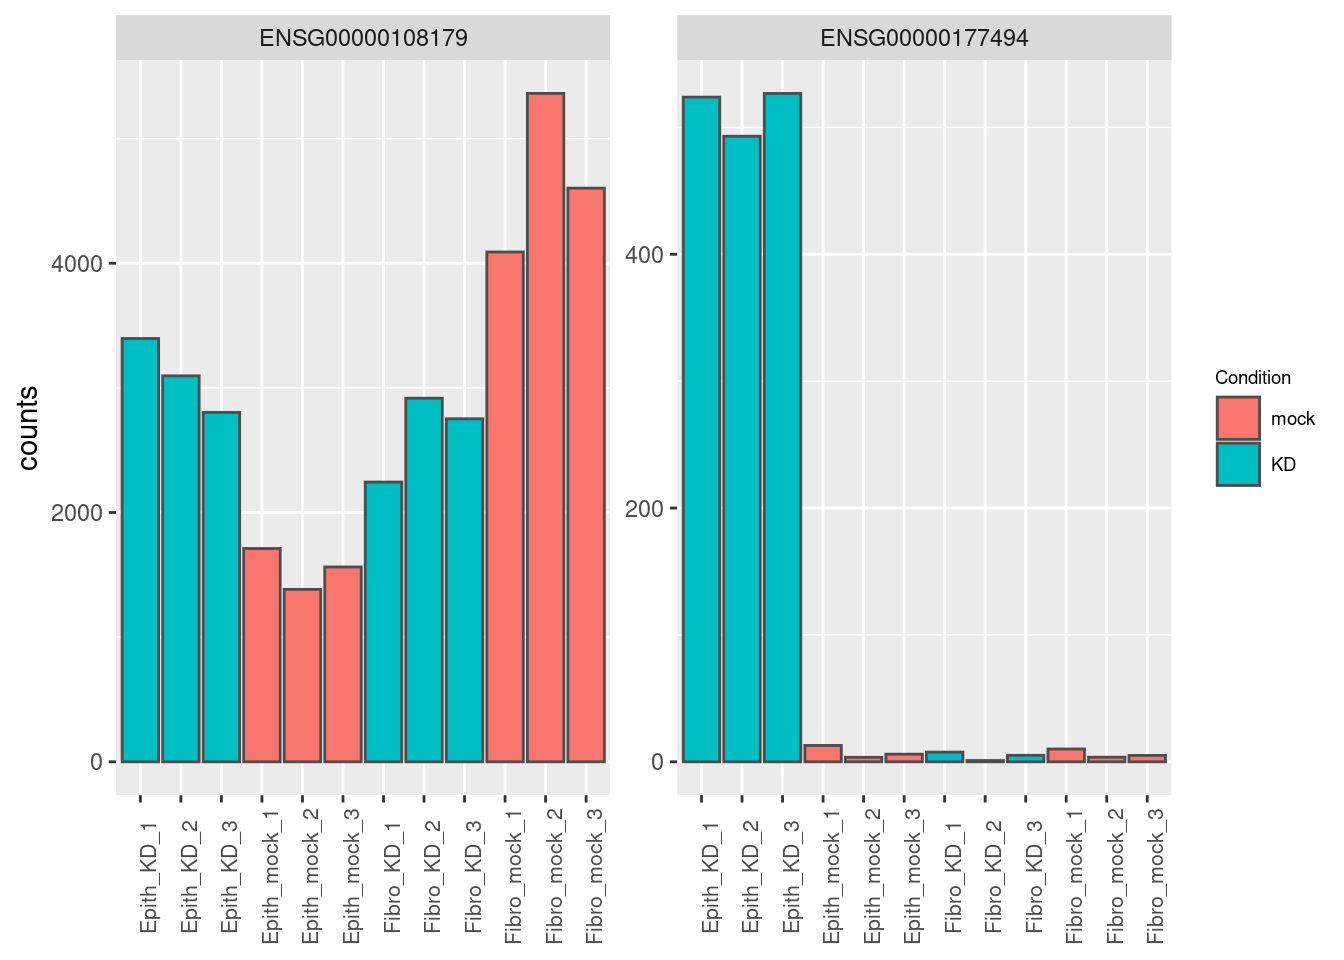 ENSG00000108179
ENSG00000177494
counts
4000
2000
0
400
200
0
Epith_KD_1
Epith_KD_2
Epith_KD_3
Epith_mock_1
Epith_mock_2
Epith_mock_3
Fibro_KD_1
Fibro_KD_2
Fibro_KD_3
Fibro_mock_1
Fibro_mock_2
Fibro_mock_3
Epith_KD_1
Epith_KD_2
Epith_KD_3
Epith_mock_1
Epith_mock_2
Epith_mock_3
Fibro_KD_1
Fibro_KD_2
Fibro_KD_3
Fibro_mock_1
Fibro_mock_2
Fibro_mock_3
Condition
mock
KD